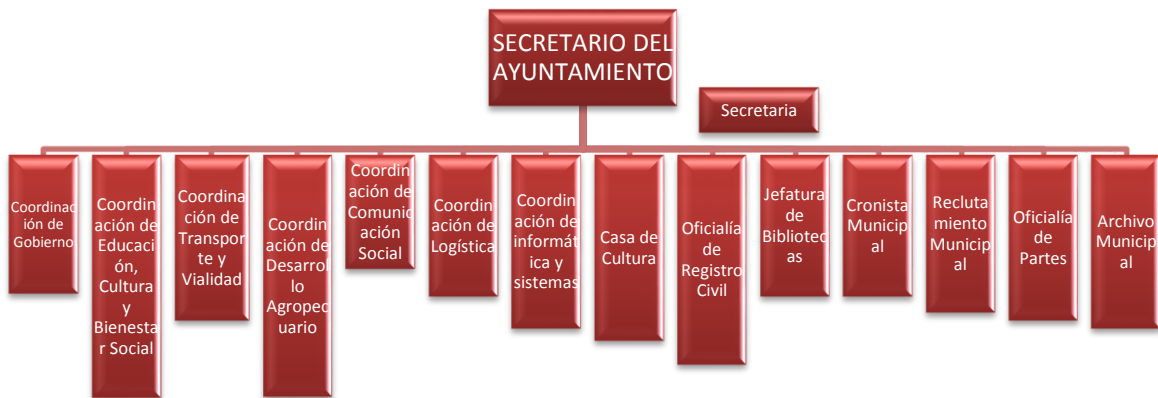 SECRETARIO DEL
AYUNTAMIENTO
Secretaria
Coordinac
ión de
Gobierno
Coordin
ación de
Educaci
ón,
Cultura
y
Bienesta
r Social
Coordina
ción de
Transpor
te y
Vialidad
Coordin
ación de
Desarrol
lo
Agropec
uario
Coordin
ación de
Comunic
ación
Social
Coordin
ación de
Logística
Coordin
ación de
informát
ica y
sistemas
Casa de
Cultura
Oficialía
de
Registro
Civil
Jefatura
de
Bibliotec
as
Cronista
Municip
al
Recluta
miento
Municip
al
Oficialía
de
Partes
Archivo
Municip
al